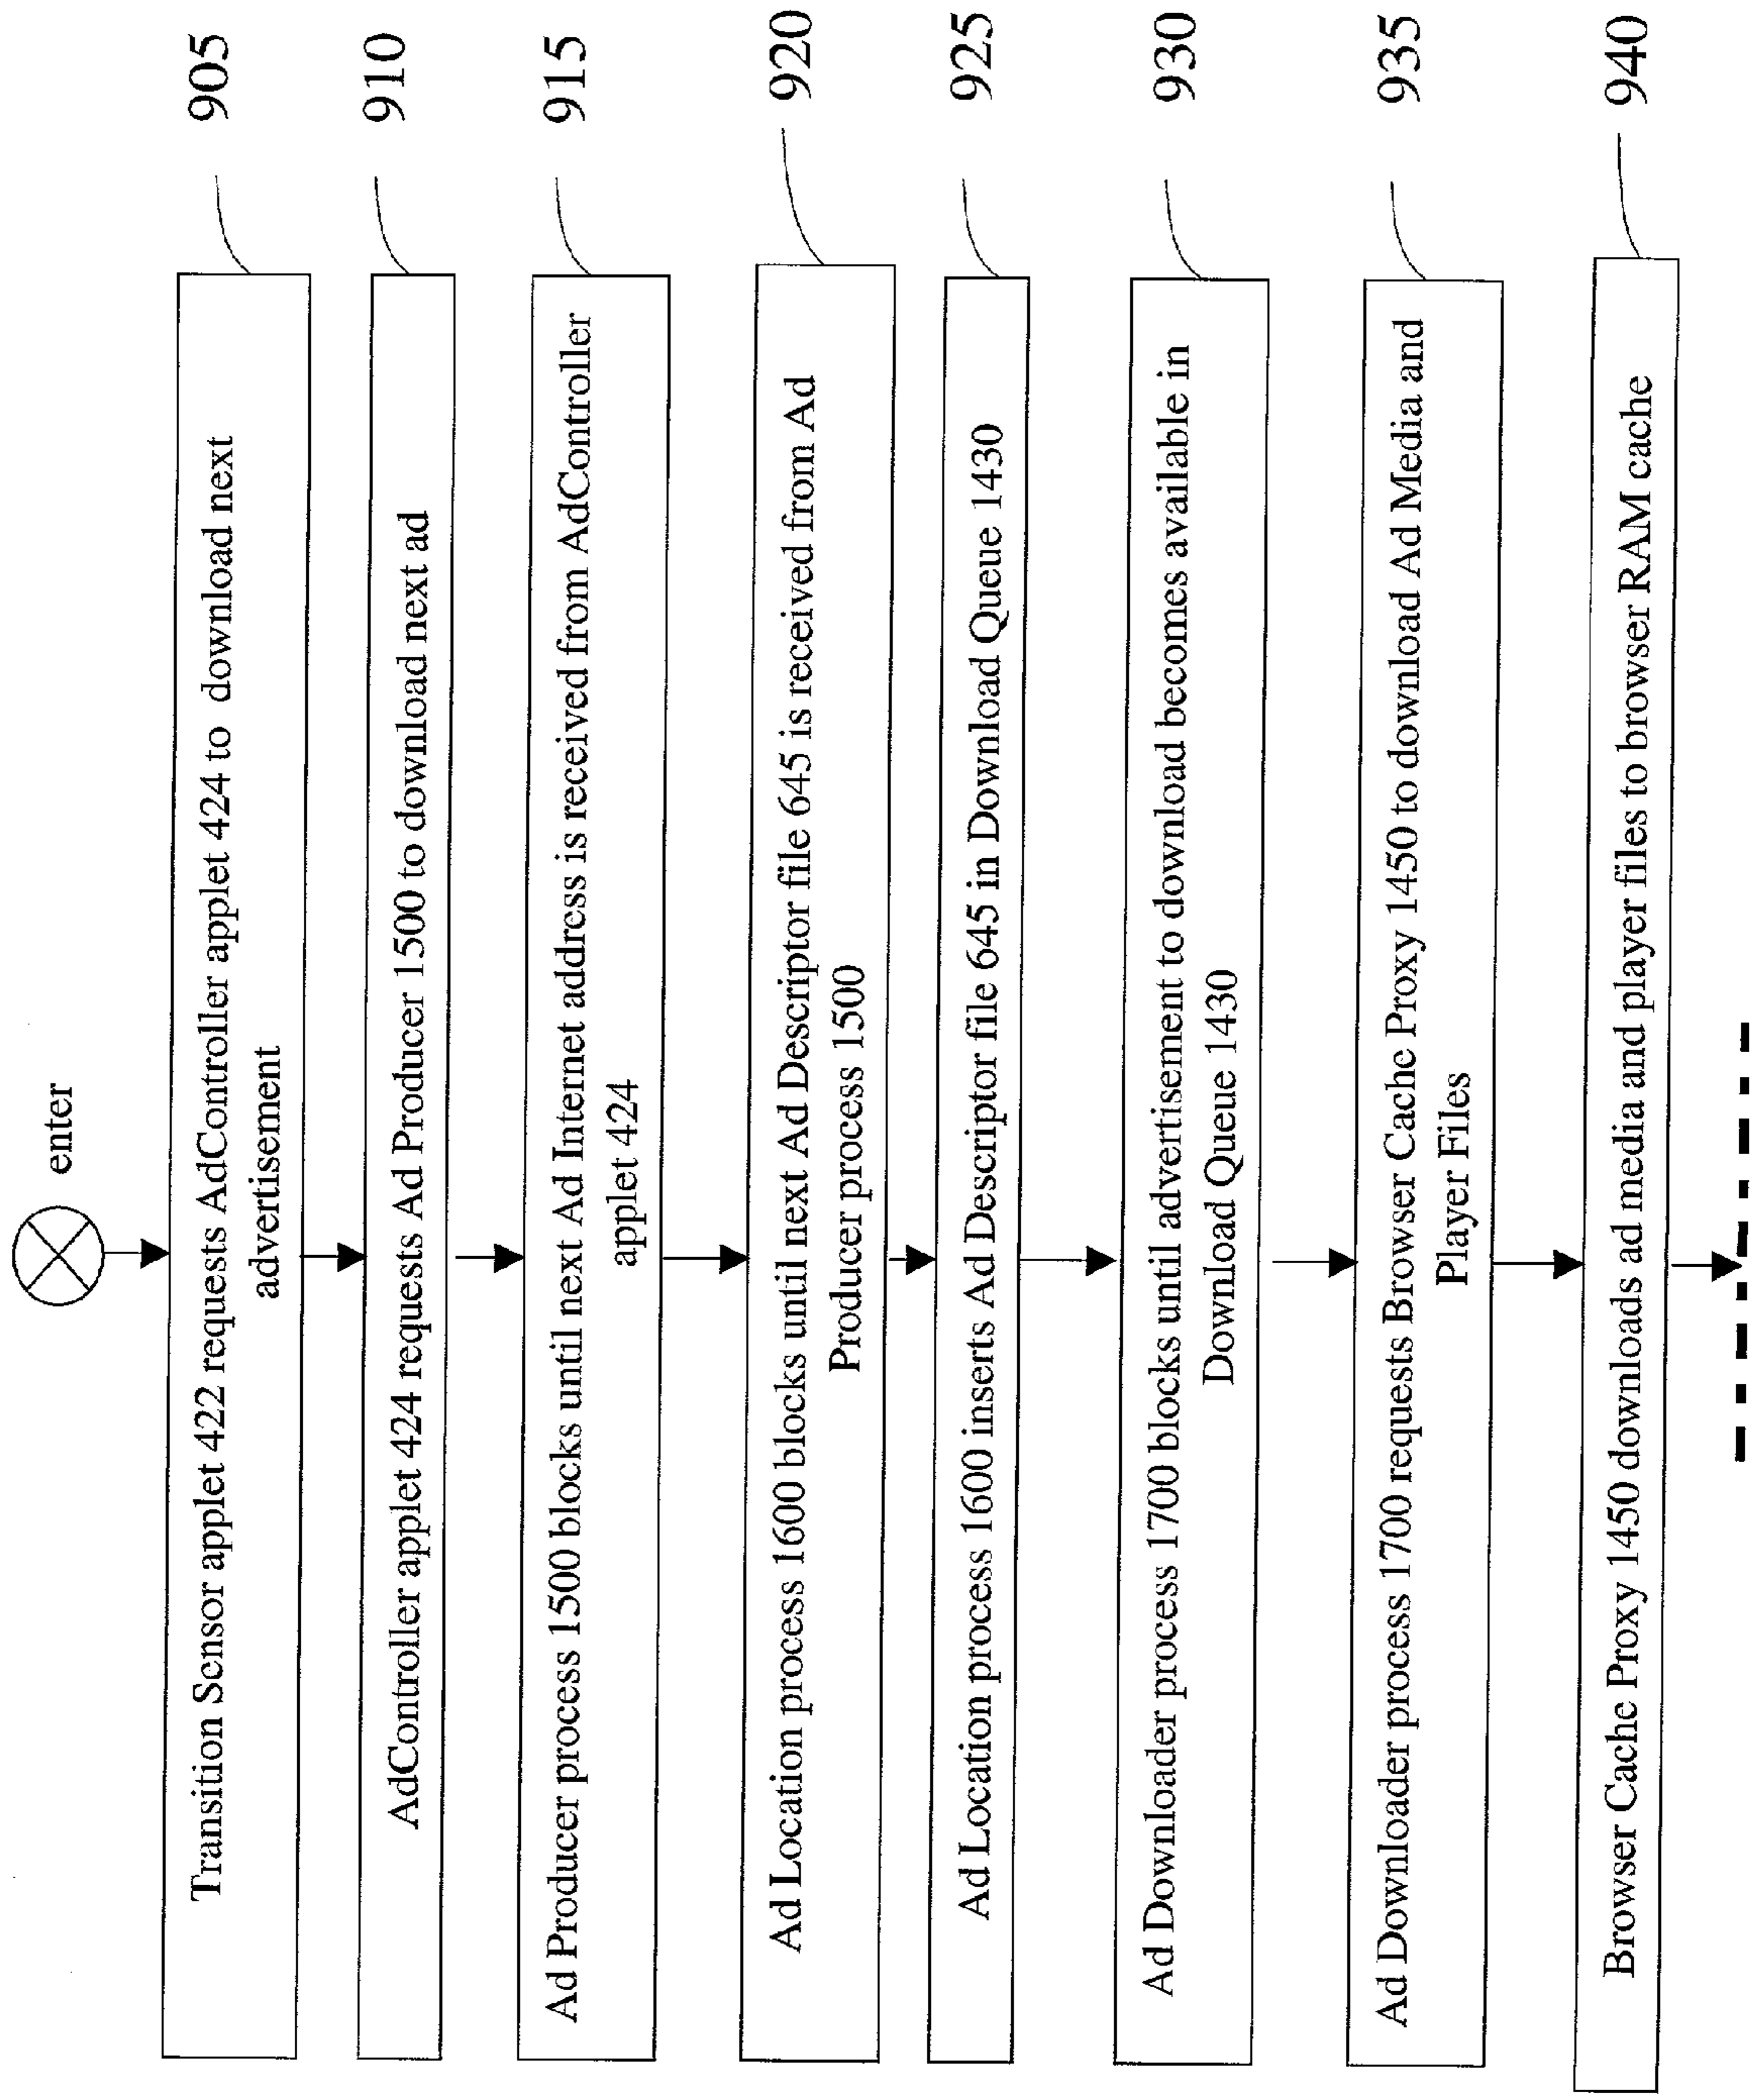 enter
Transition Sensor applet 422 requests AdController applet 424 to download next
advertisement
905
AdController applet 424 requests Ad Producer 1500 to download next ad
910
Ad Producer process 1500 blocks until next Ad Internet address is received from AdController
applet 424
915
Ad Location process 1600 blocks until next Ad Descriptor file 645 is received from Ad
Producer process 1500
920
Ad Location process 1600 inserts Ad Descriptor file 645 in Download Queue 1430
925
Ad Downloader process 1700 blocks until advertisement to download becomes available in
Download Queue 1430
930
Ad Downloader process 1700 requests Browser Cache Proxy 1450 to download Ad Media and
Player Files
935
Browser Cache Proxy 1450 downloads ad media and player files to browser RAM cache
940